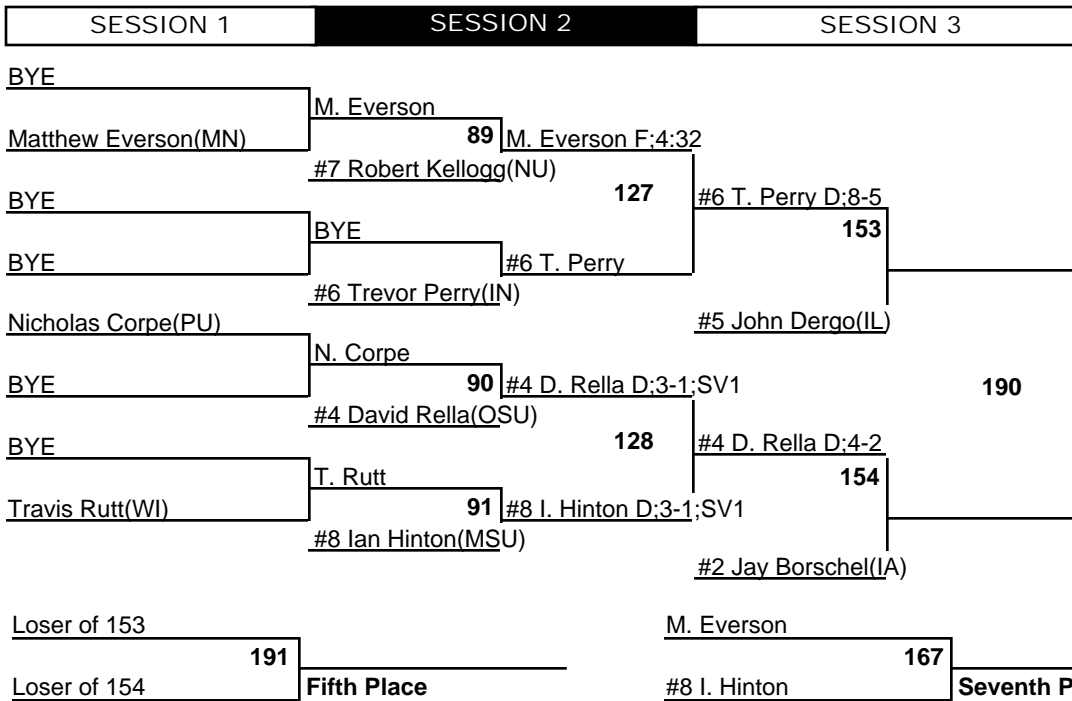 SESSION 1 SESSION 2 SESSION 3
BYE
M. Everson
Matthew Everson(MN) 89 M. Everson F;4:32
#7 Robert Kellogg(NU)
BYE 127 #6 T. Perry D;8-5
BYE 153
BYE #6 T. Perry
#6 Trevor Perry(IN)
Nicholas Corpe(PU) #5 John Dergo(IL)
N. Corpe
BYE 90 #4 D. Rella D;3-1;SV1 190
#4 David Rella(OSU)
BYE 128 #4 D. Rella D;4-2
T. Rutt 154
Travis Rutt(WI) 91 #8 I. Hinton D;3-1;SV1
#8 Ian Hinton(MSU)
#2 Jay Borschel(IA)
Loser of 153 M. Everson
191 167
Loser of 154 Fifth Place #8 I. Hinton Seventh P